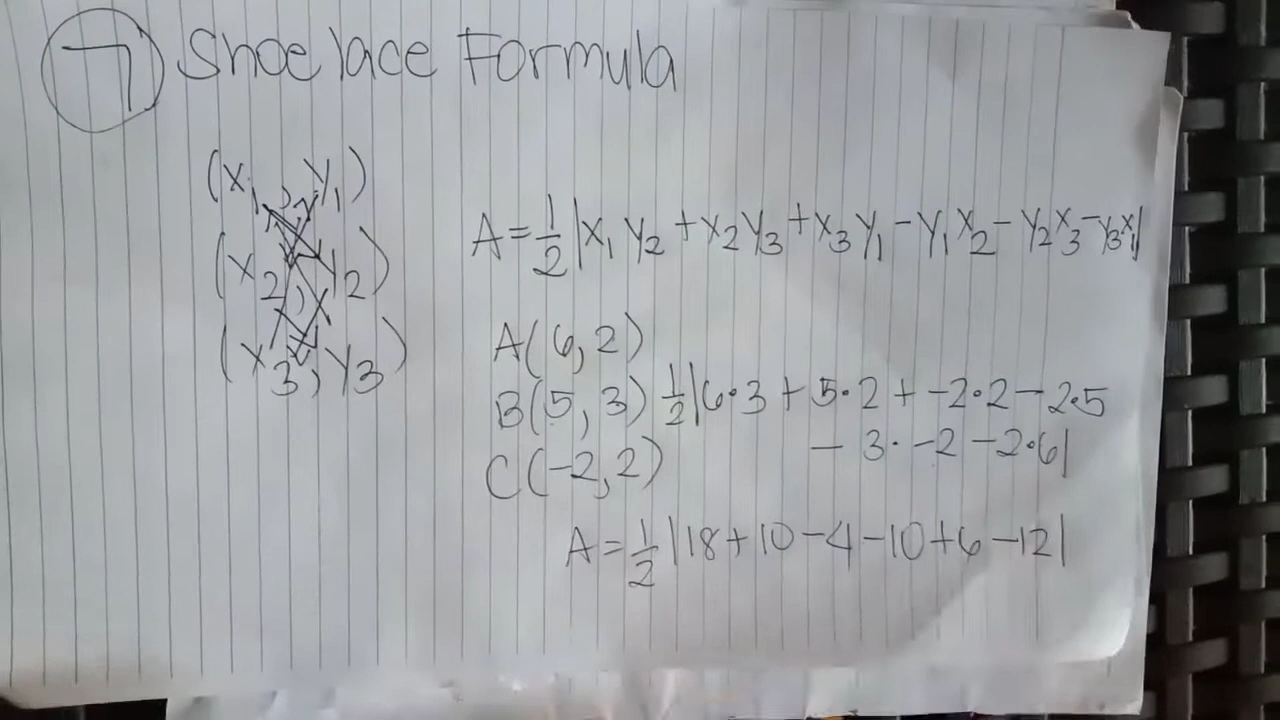 7 Shoelace Formula
(x₁, y₁)
(x₂, y₂)
(x₃, y₃)
A = 1/2 |x₁ y₂ + x₂ y₃ + x₃ y₁ - y₁ x₂ - y₂ x₃ - y₃ x₁|
A(6, 2)
B(5, 3) 1/2 |6·3 + 5·2 + -2·2 - 2·5
C(-2, 2) - 3· -2 - 2·6|
A = 1/2 |18 + 10 - 4 - 10 + 6 - 12|